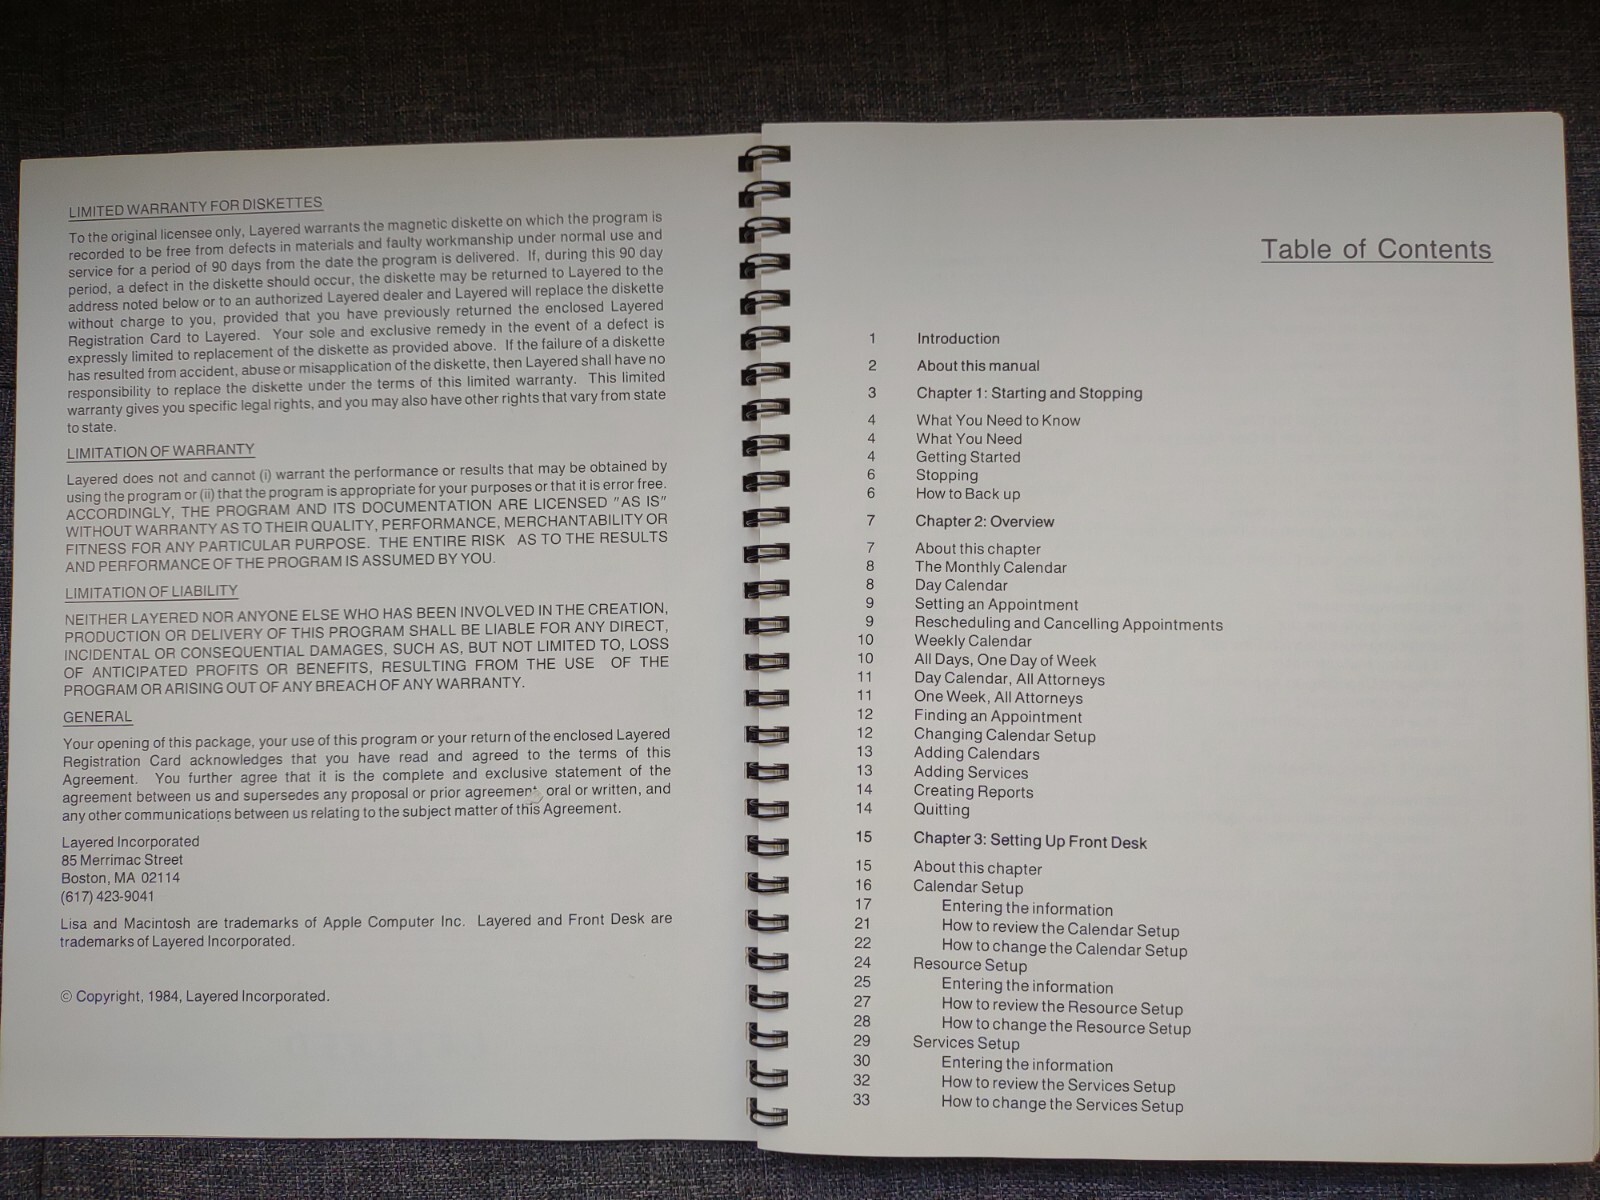 LIMITED WARRANTY FOR DISKETTES
To the original licensee only, Layered warrants the magnetic diskette on which the program is
recorded to be free from defects in materials and faulty workmanship under normal use and
service for a period of 90 days from the date the program is delivered. If, during this 90 day
period, a defect in the diskette should occur, the diskette may be returned to Layered to the
address noted below or to an authorized Layered dealer and Layered will replace the diskette
without charge to you, provided that you have previously returned the enclosed Layered
Registration Card to Layered. Your sole and exclusive remedy in the event of a defect is
expressly limited to replacement of the diskette as provided above. If the failure of a diskette
has resulted from accident, abuse or misapplication of the diskette, then Layered shall have no
responsibility to replace the diskette under the terms of this limited warranty. This limited
warranty gives you specific legal rights, and you may also have other rights that vary from state
to state.
LIMITATION OF WARRANTY
Layered does not and cannot (i) warrant the performance or results that may be obtained by
using the program or (ii) that the program is appropriate for your purposes or that it is error free.
ACCORDINGLY, THE PROGRAM AND ITS DOCUMENTATION ARE LICENSED "AS IS"
WITHOUT WARRANTY AS TO THEIR QUALITY, PERFORMANCE, MERCHANTABILITY OR
FITNESS FOR ANY PARTICULAR PURPOSE. THE ENTIRE RISK AS TO THE RESULTS
AND PERFORMANCE OF THE PROGRAM IS ASSUMED BY YOU.
LIMITATION OF LIABILITY
NEITHER LAYERED NOR ANYONE ELSE WHO HAS BEEN INVOLVED IN THE CREATION,
PRODUCTION OR DELIVERY OF THIS PROGRAM SHALL BE LIABLE FOR ANY DIRECT,
INCIDENTAL OR CONSEQUENTIAL DAMAGES, SUCH AS, BUT NOT LIMITED TO, LOSS
OF ANTICIPATED PROFITS OR BENEFITS, RESULTING FROM THE USE OF THE
PROGRAM OR ARISING OUT OF ANY BREACH OF ANY WARRANTY.
GENERAL
Your opening of this package, your use of this program or your return of the enclosed Layered
Registration Card acknowledges that you have read and agreed to the terms of this
Agreement. You further agree that it is the complete and exclusive statement of the
agreement between us and supersedes any proposal or prior agreement, oral or written, and
any other communications between us relating to the subject matter of this Agreement.
Layered Incorporated
85 Merrimac Street
Boston, MA 02114
(617) 423-9041
Lisa and Macintosh are trademarks of Apple Computer Inc. Layered and Front Desk are
trademarks of Layered Incorporated.
© Copyright, 1984, Layered Incorporated.
Table of Contents
1 Introduction
2 About this manual
3 Chapter 1: Starting and Stopping
4 What You Need to Know
4 What You Need
4 Getting Started
6 Stopping
6 How to Back up
7 Chapter 2: Overview
7 About this chapter
8 The Monthly Calendar
8 Day Calendar
9 Setting an Appointment
9 Rescheduling and Cancelling Appointments
10 Weekly Calendar
10 All Days, One Day of Week
11 Day Calendar, All Attorneys
11 One Week, All Attorneys
12 Finding an Appointment
12 Changing Calendar Setup
13 Adding Calendars
13 Adding Services
14 Creating Reports
14 Quitting
15 Chapter 3: Setting Up Front Desk
15 About this chapter
16 Calendar Setup
17 Entering the information
21 How to review the Calendar Setup
22 How to change the Calendar Setup
24 Resource Setup
25 Entering the information
27 How to review the Resource Setup
28 How to change the Resource Setup
29 Services Setup
30 Entering the information
32 How to review the Services Setup
33 How to change the Services Setup